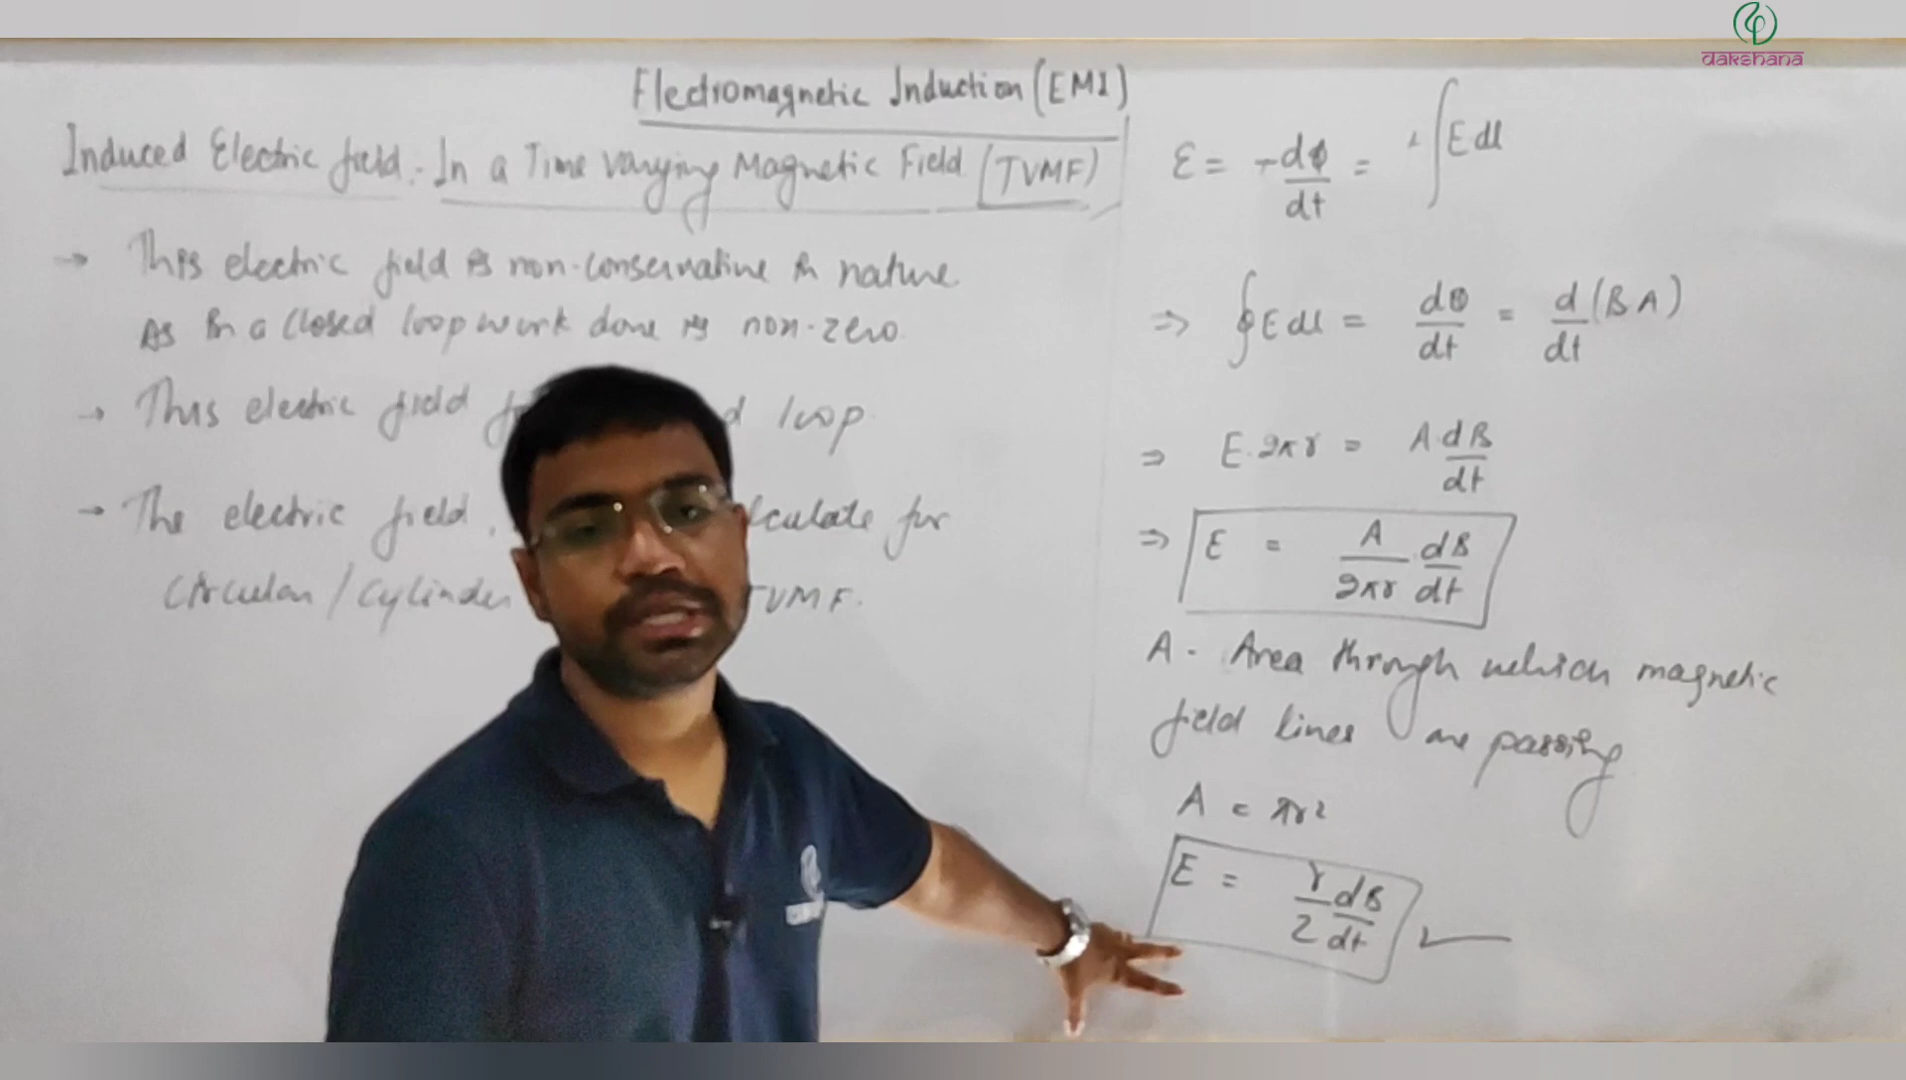 dakshana
Electromagnetic Induction (EMI)
Induced Electric field :- In a Time Varying Magnetic Field (TVMF)
→ This electric field is non-conservative in nature
As in a closed loop work done is non-zero.
→ This electric field loop.
→ The electric field for
Circular / Cylinder TVMF.
ε = -dφ/dt = ∫E dl
⇒ ∮E dl = dφ/dt = d/dt (BA)
⇒ E·2πr = A·dB/dt
⇒ E = A/2πr dB/dt
A - Area through which magnetic
field lines are passing
A = πr²
E = r/2 dB/dt